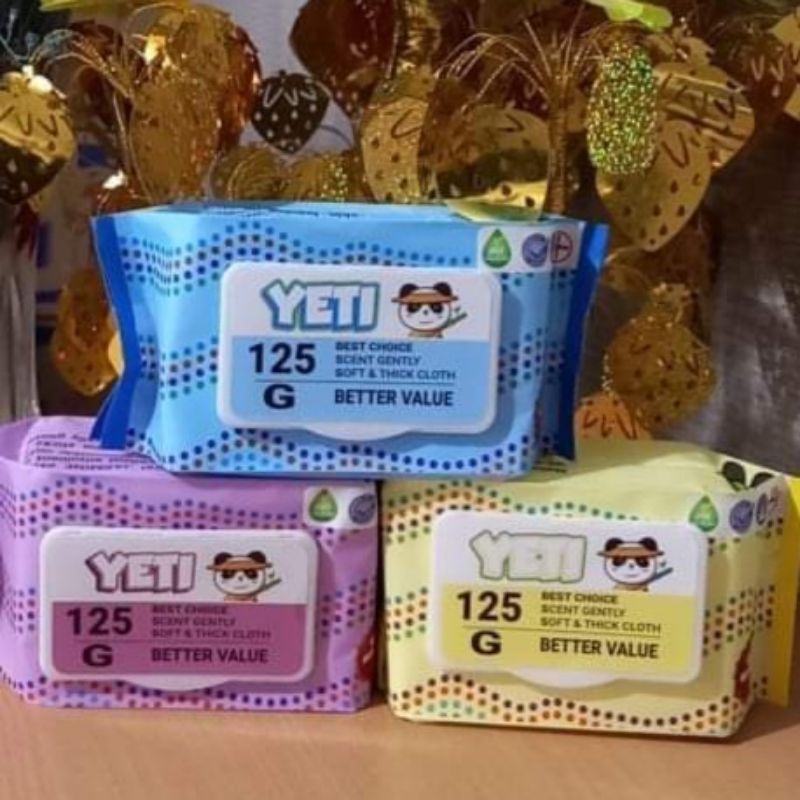 YETI
125
G
BEST CHOICE
SCENT GENTLY
SOFT & THICK CLOTH
BETTER VALUE
YETI
125
G
BEST CHOICE
SCENT GENTLY
SOFT & THICK CLOTH
BETTER VALUE
YETI
125
G
BEST CHOICE
SCENT GENTLY
SOFT & THICK CLOTH
BETTER VALUE